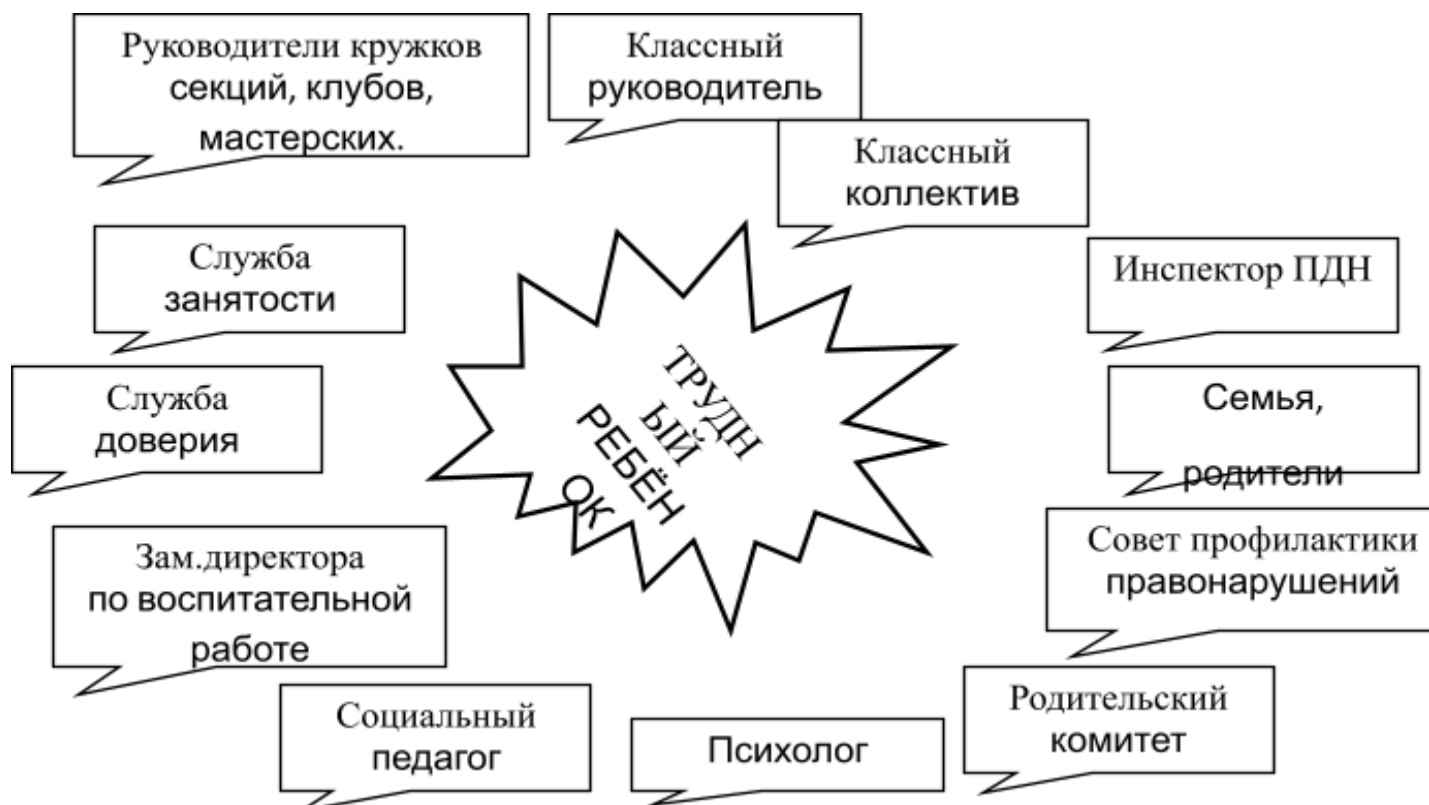 Руководители кружков
секций, клубов,
мастерских.
Классный
руководитель
Классный
коллектив
Служба
занятости
Инспектор ПДН
Служба
доверия
ТРУДН
ЫЙ
РЕБЁН
ОК
Семья,
родители
Зам.директора
по воспитательной
работе
Совет профилактики
правонарушений
Социальный
педагог
Психолог
Родительский
комитет